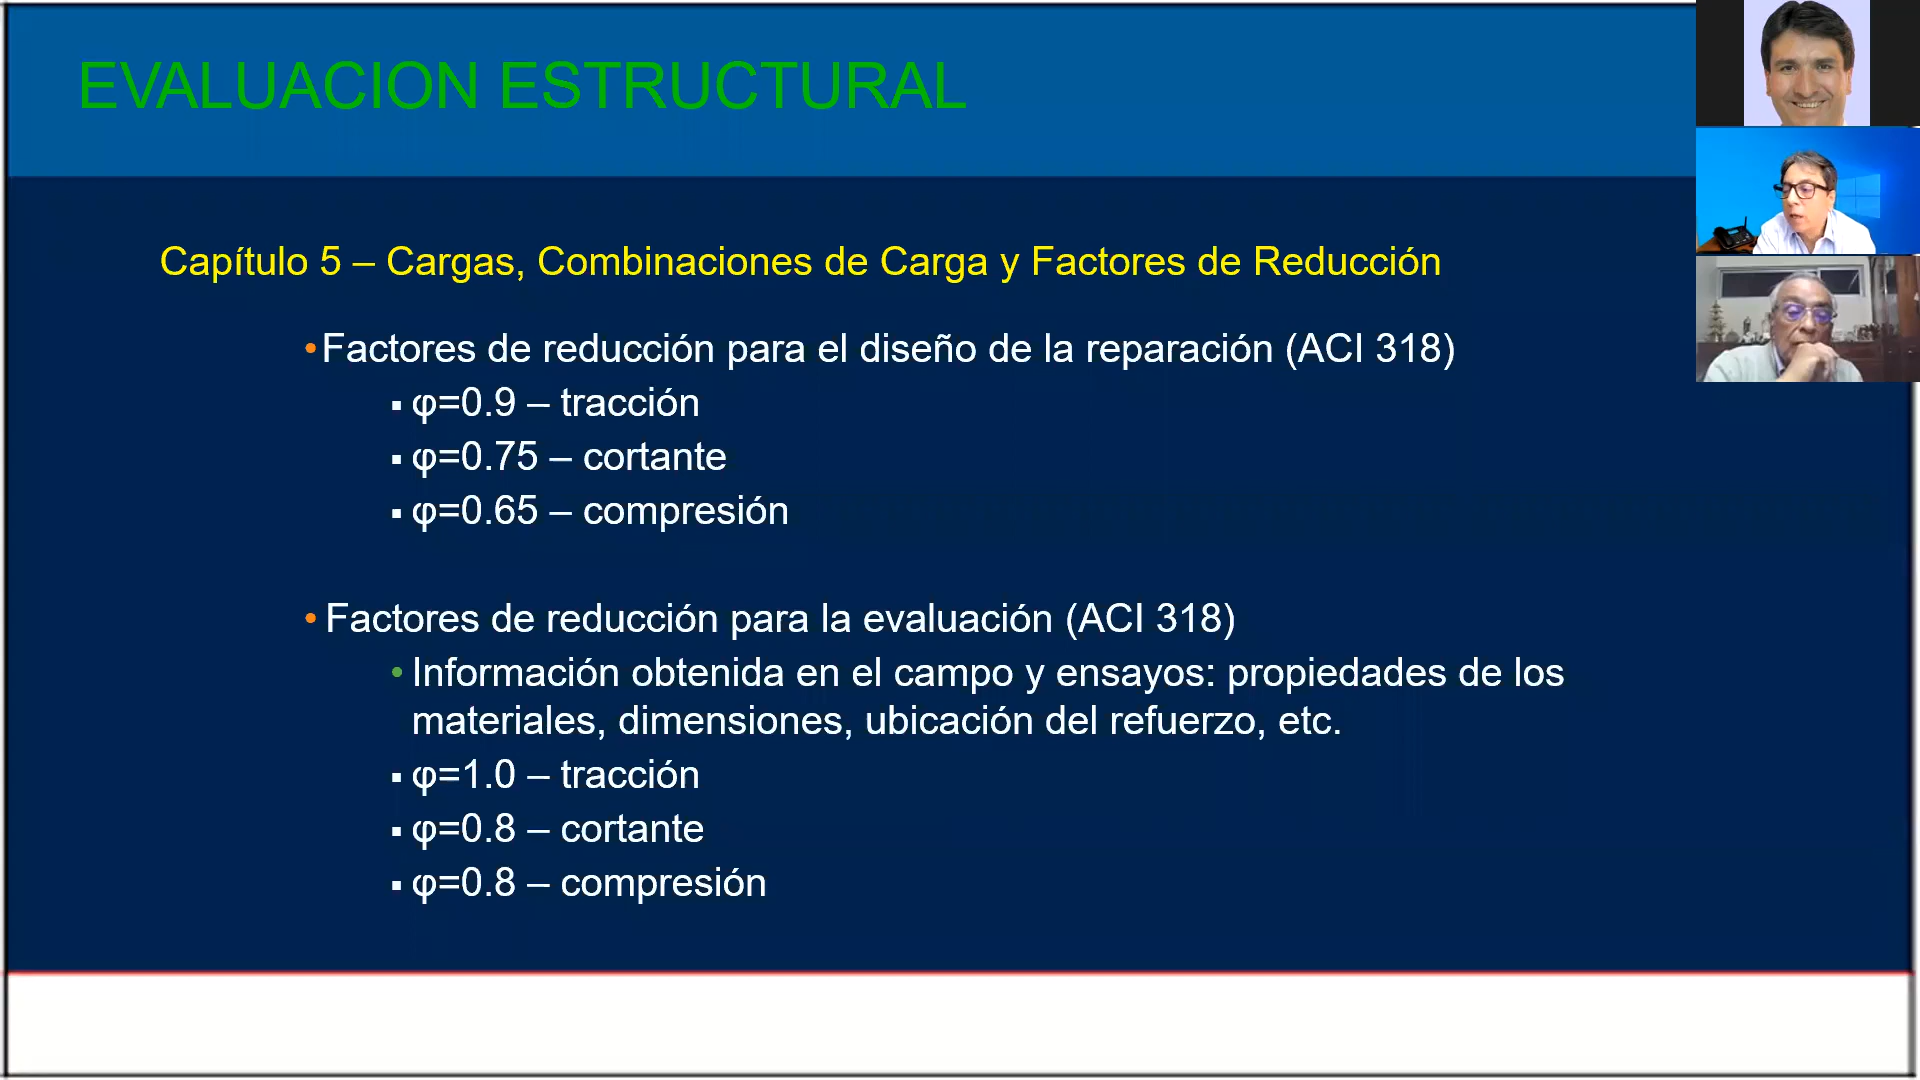 EVALUACION ESTRUCTURAL
Capítulo 5 – Cargas, Combinaciones de Carga y Factores de Reducción
•Factores de reducción para el diseño de la reparación (ACI 318)
▪ φ=0.9 – tracción
▪ φ=0.75 – cortante
▪ φ=0.65 – compresión
• Factores de reducción para la evaluación (ACI 318)
• Información obtenida en el campo y ensayos: propiedades de los
materiales, dimensiones, ubicación del refuerzo, etc.
▪ φ=1.0 – tracción
▪ φ=0.8 – cortante
▪ φ=0.8 – compresión